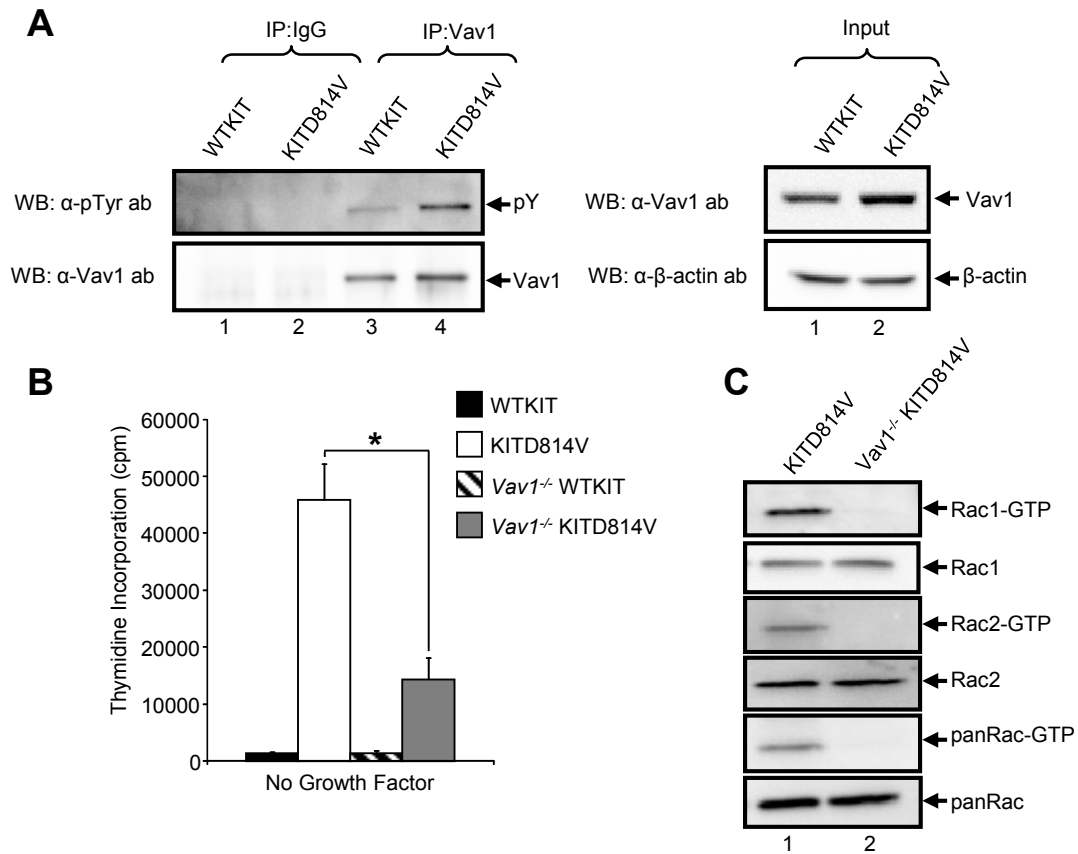 A
IP:IgG
IP:Vav1
Input
WTKIT
KITD814V
WTKIT
KITD814V
WTKIT
KITD814V
WB: α-pTyr ab
pY
WB: α-Vav1 ab
Vav1
1 2 3 4
WB: α-Vav1 ab
Vav1
WB: α-β-actin ab
β-actin
1 2
B
Thymidine Incorporation (cpm)
60000
50000
40000
30000
20000
10000
0
*
No Growth Factor
WTKIT
KITD814V
Vav1-/- WTKIT
Vav1-/- KITD814V
C
KITD814V
Vav1-/- KITD814V
Rac1-GTP
Rac1
Rac2-GTP
Rac2
panRac-GTP
panRac
1 2